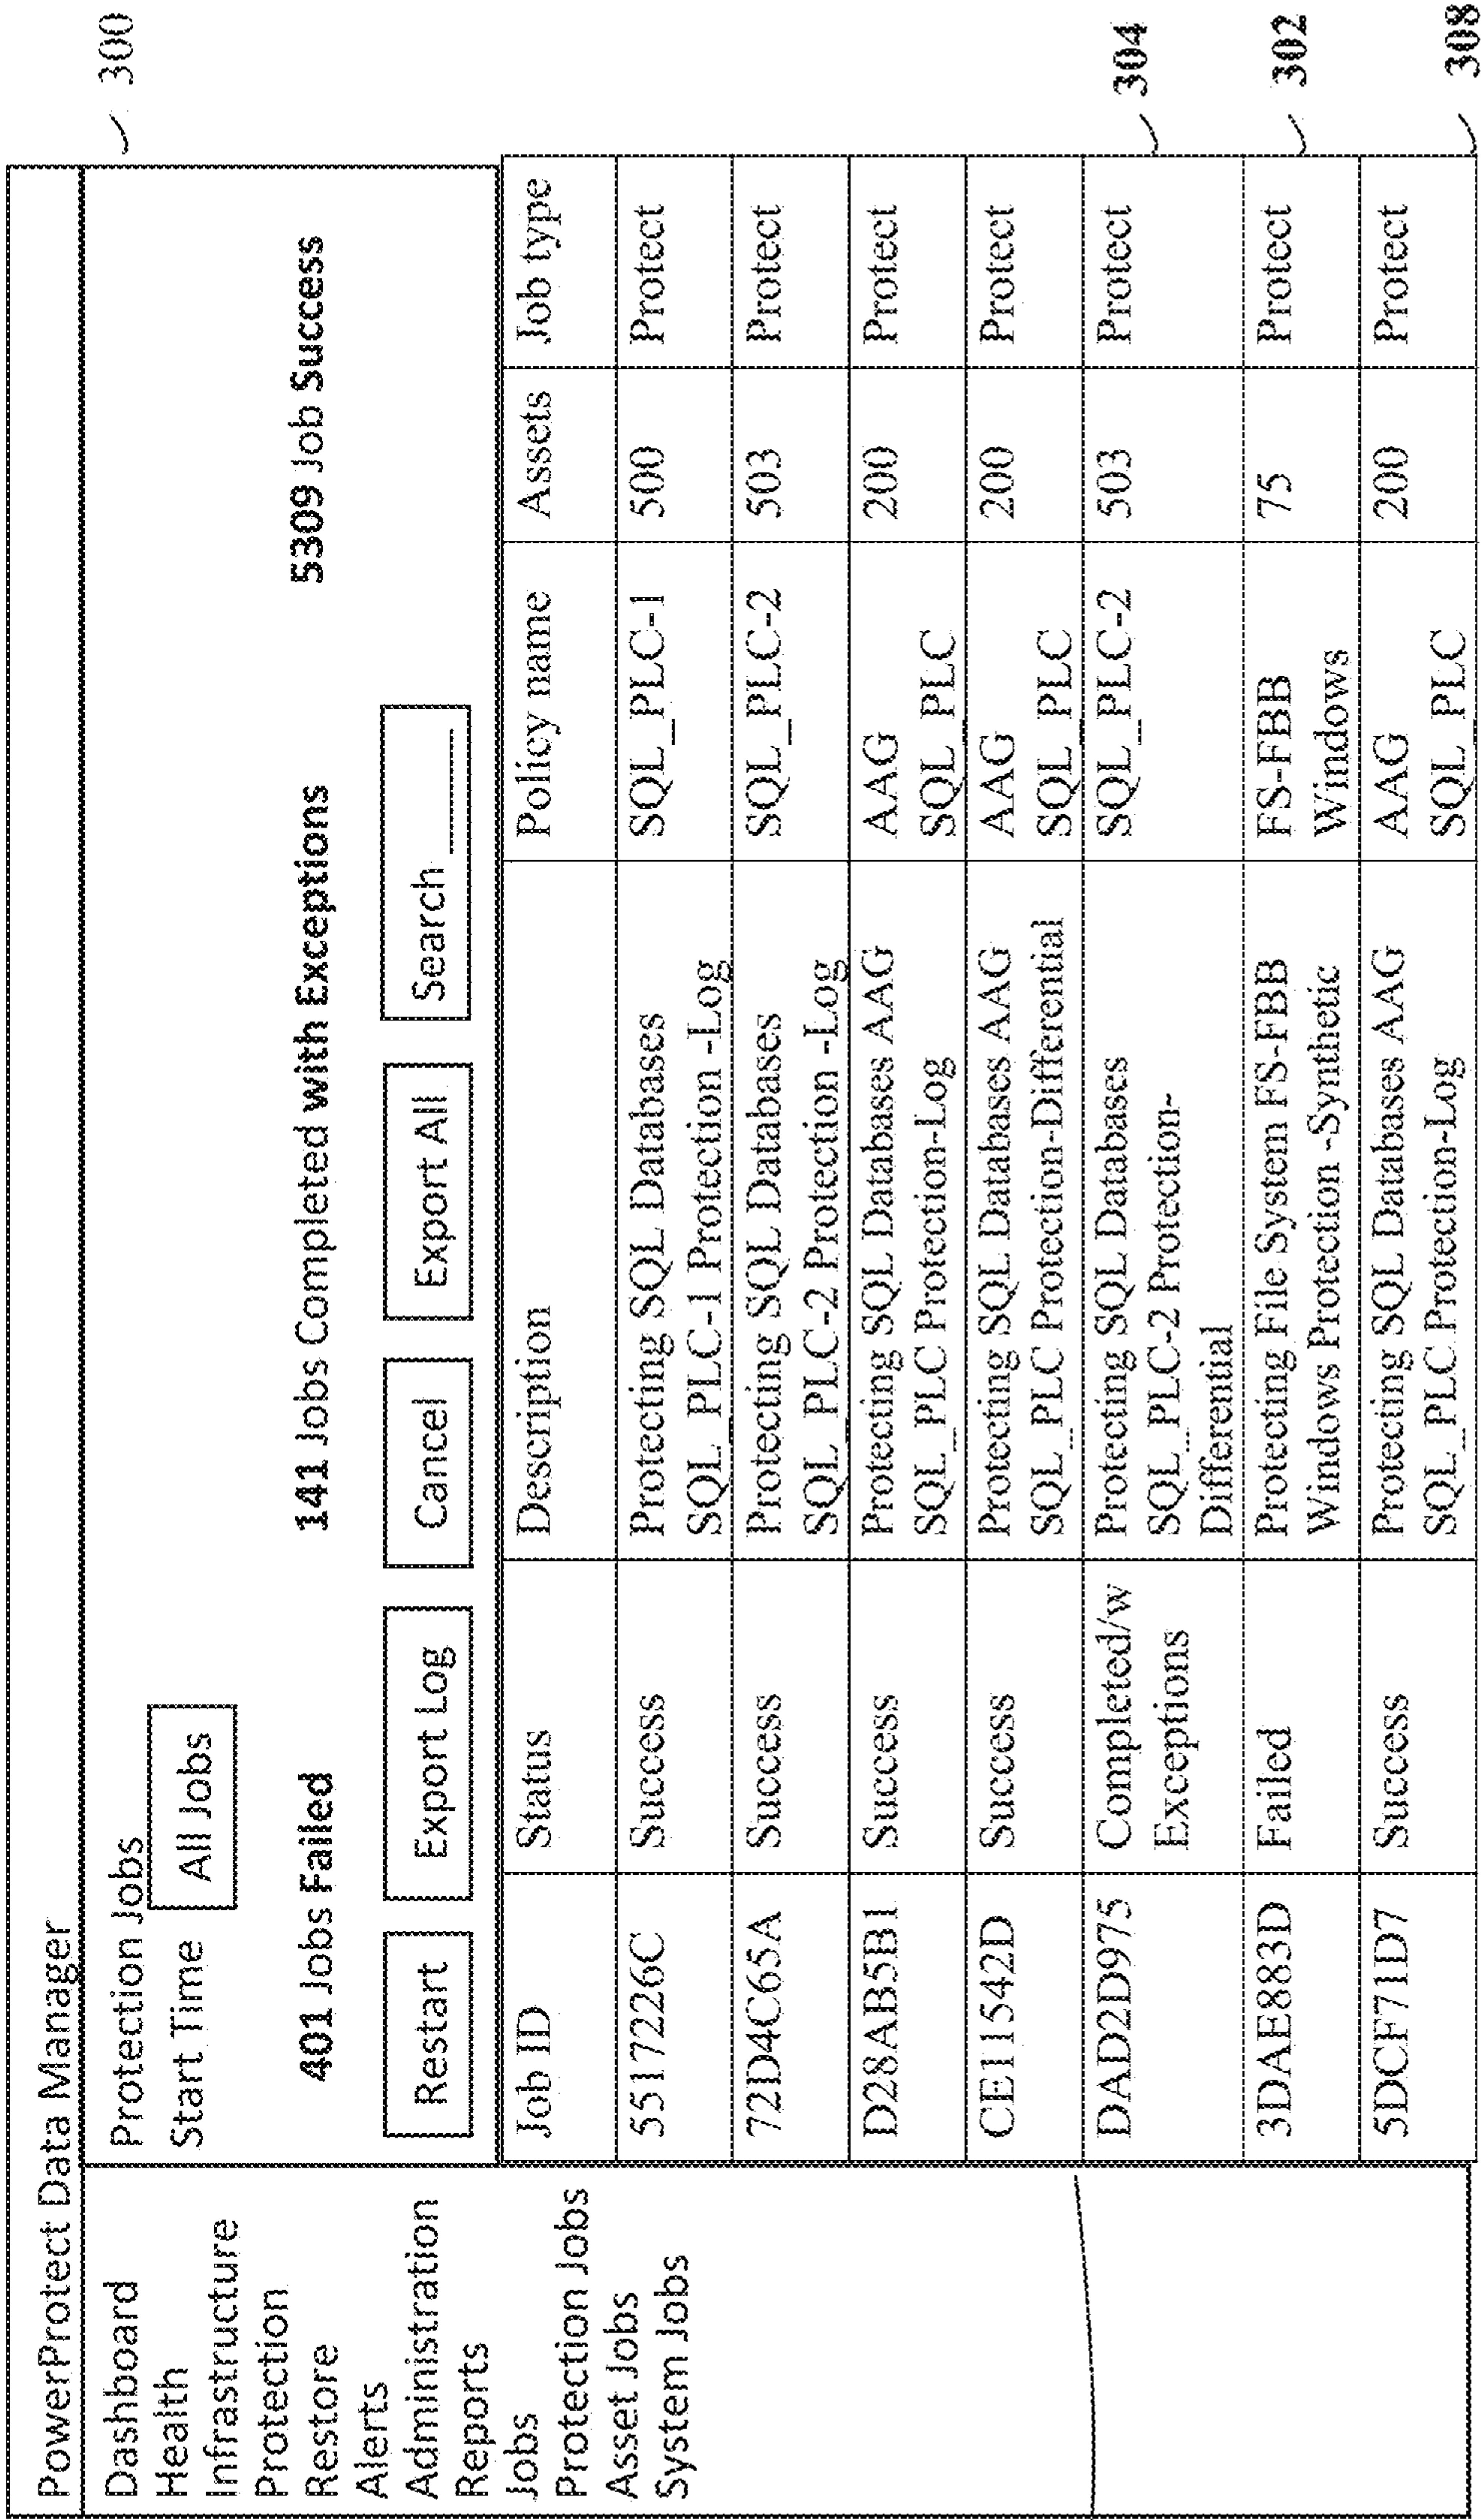 PowerProtect Data Manager
300
Dashboard
Health
Infrastructure
Protection
Restore
Alerts
Administration
Reports
Jobs
Protection Jobs
Asset Jobs
System Jobs
Protection Jobs
Start Time All Jobs
401 Jobs Failed 141 Jobs Completed with Exceptions 5309 Job Success
Restart Export Log Cancel Export All Search ____
Job ID Status Description Policy name Assets Job type
5517226C Success Protecting SQL Databases SQL_PLC-1 500 Protect
SQL_PLC-1 Protection -Log
72D4C65A Success Protecting SQL Databases SQL_PLC-2 503 Protect
SQL_PLC-2 Protection -Log
D28AB5B1 Success Protecting SQL Databases AAG AAG 200 Protect
SQL_PLC Protection-Log SQL_PLC
CE11542D Success Protecting SQL Databases AAG AAG 200 Protect
SQL_PLC Protection-Differential SQL_PLC
DAD2D975 Completed/w Protecting SQL Databases SQL_PLC-2 503 Protect 304
Exceptions SQL_PLC-2 Protection-
Differential
3DAE883D Failed Protecting File System FS-FBB FS-FBB 75 Protect 302
Windows Protection -Synthetic Windows
5DCF71D7 Success Protecting SQL Databases AAG AAG 200 Protect
SQL_PLC Protection-Log SQL_PLC 308